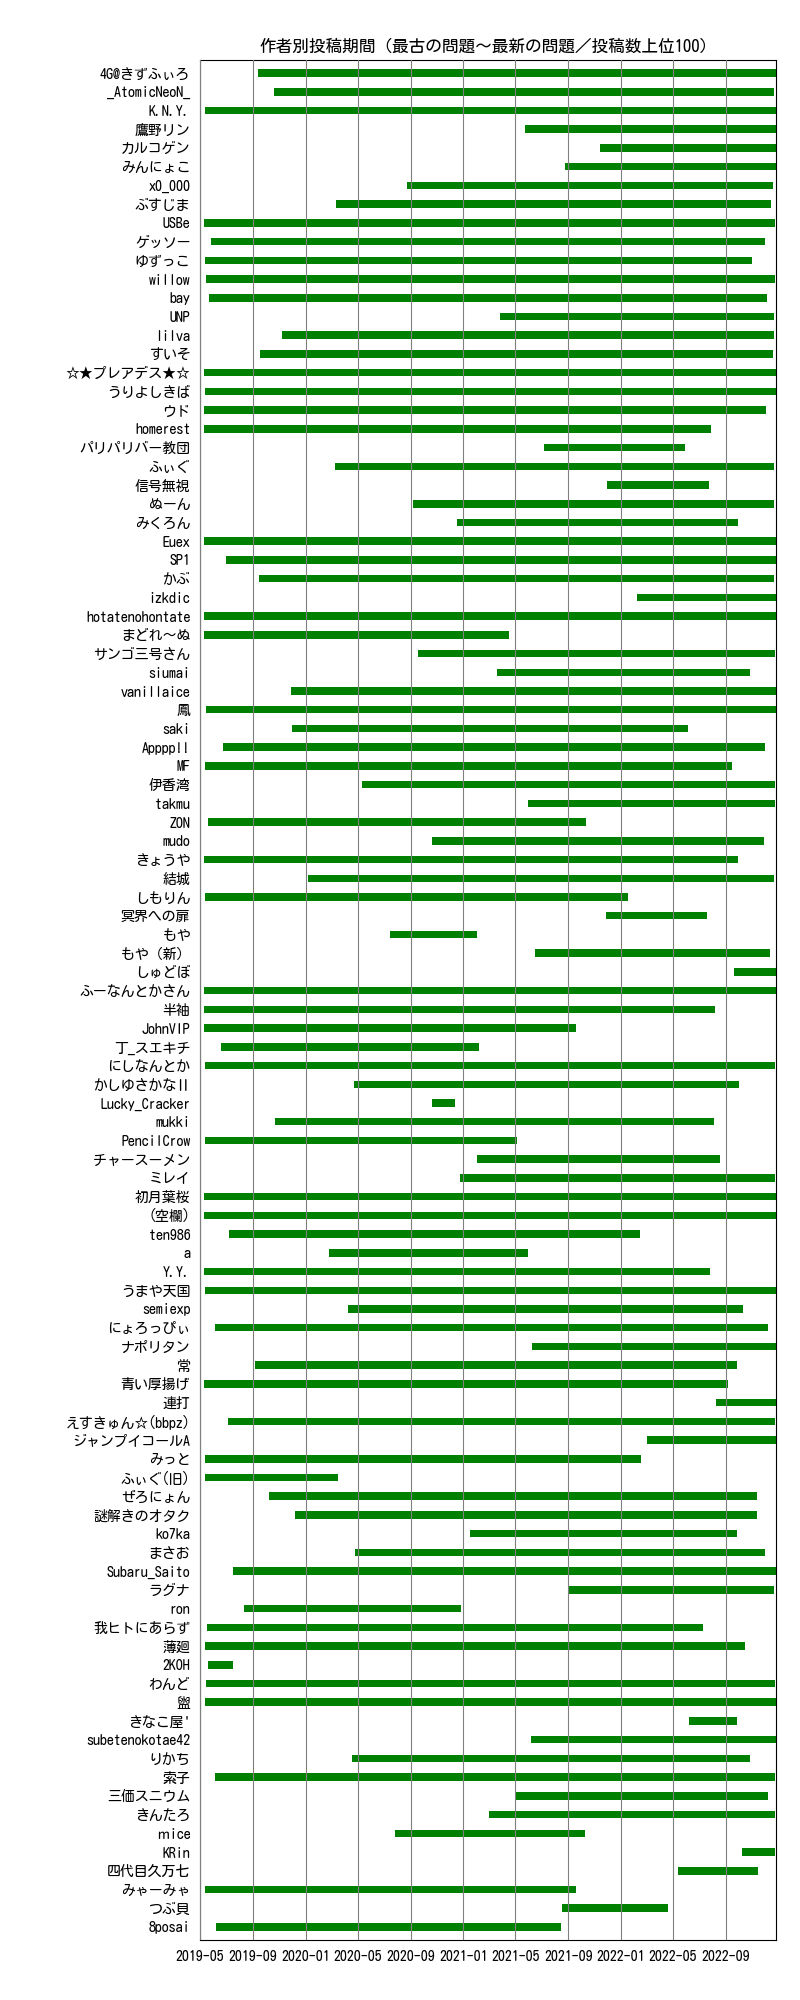 作者別投稿期間（最古の問題～最新の問題／投稿数上位100）
4G@きずふぃろ
_AtomicNeoN_
K.N.Y.
鷹野リン
カルコゲン
みんにょこ
x0_000
ぷすじま
USBe
ゲッソー
ゆずっこ
willow
bay
UNP
lilva
すいそ
☆★プレアデス★☆
うりよしきば
ウド
homerest
バリバリバー教団
ふぃぐ
信号無視
ぬーん
みくろん
Euex
SP1
かぶ
izkdic
hotatenohontate
まどれ～ぬ
サンゴ三号さん
siumai
vanillaice
鳳
saki
AppppII
MF
伊香湾
takmu
ZON
mudo
きょうや
結城
しもりん
冥界への扉
もや
もや（新）
しゅどぼ
ふーなんとかさん
半袖
JohnVIP
丁_スエキチ
にしなんとか
かしゆさかなⅡ
Lucky_Cracker
mukki
PencilCrow
チャースーメン
ミレイ
初月葉桜
(空欄)
ten986
a
Y.Y.
うまや天国
semiexp
にょろっぴぃ
ナポリタン
常
青い厚揚げ
連打
えすきゅん☆(bbpz)
ジャンプイコールA
みっと
ふぃぐ(旧)
ぜろにょん
謎解きのオタク
ko7ka
まさお
Subaru_Saito
ラグナ
ron
我ヒトにあらず
薄廻
2KOH
わんど
盥
きなこ屋'
subetenokotae42
りかち
索子
三価スニウム
きんたろ
mice
KRin
四代目久万七
みゃーみゃ
つぶ貝
8posai
2019-05 2019-09 2020-01 2020-05 2020-09 2021-01 2021-05 2021-09 2022-01 2022-05 2022-09